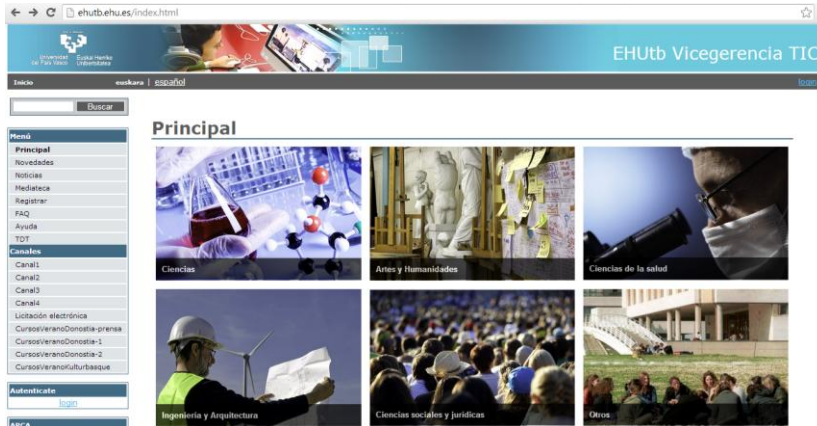 ehutb.ehu.es/index.html
Universidad del País Vasco
Euskal Herriko Unibertsitatea
EHUtb Vicegerencia TIC
Inicio
euskara | español
login
Buscar
Principal
Menú
Principal
Novedades
Noticias
Mediateca
Registrar
FAQ
Ayuda
TDT
Canales
Canal1
Canal2
Canal3
Canal4
Licitación electrónica
CursosVeranoDonostia-prensa
CursosVeranoDonostia-1
CursosVeranoDonostia-2
CursosVeranoKulturbasque
Autentícate
login
ARCA
Ciencias
Artes y Humanidades
Ciencias de la salud
Ingeniería y Arquitectura
Ciencias sociales y jurídicas
Otros